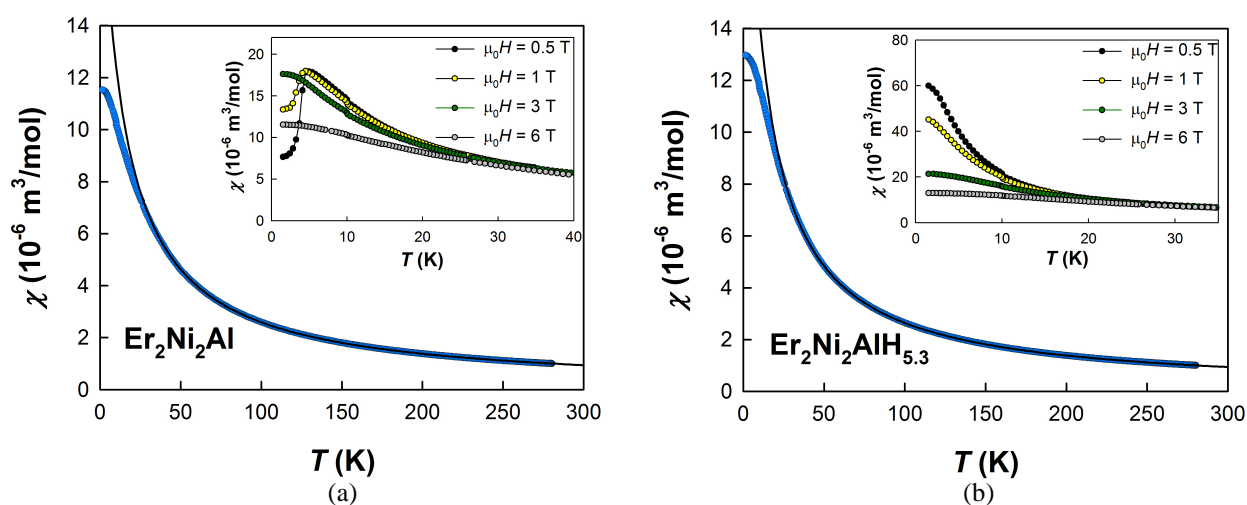 14
12
10
8
6
4
2
0
χ (10⁻⁶ m³/mol)
0 50 100 150 200 250 300
T (K)
Er₂Ni₂Al
20
15
10
5
0
χ (10⁻⁶ m³/mol)
0 10 20 30 40
T (K)
μ₀H = 0.5 T
μ₀H = 1 T
μ₀H = 3 T
μ₀H = 6 T
(a)
14
12
10
8
6
4
2
0
χ (10⁻⁶ m³/mol)
0 50 100 150 200 250 300
T (K)
Er₂Ni₂AlH₅.₃
80
60
40
20
0
χ (10⁻⁶ m³/mol)
0 10 20 30
T (K)
μ₀H = 0.5 T
μ₀H = 1 T
μ₀H = 3 T
μ₀H = 6 T
(b)